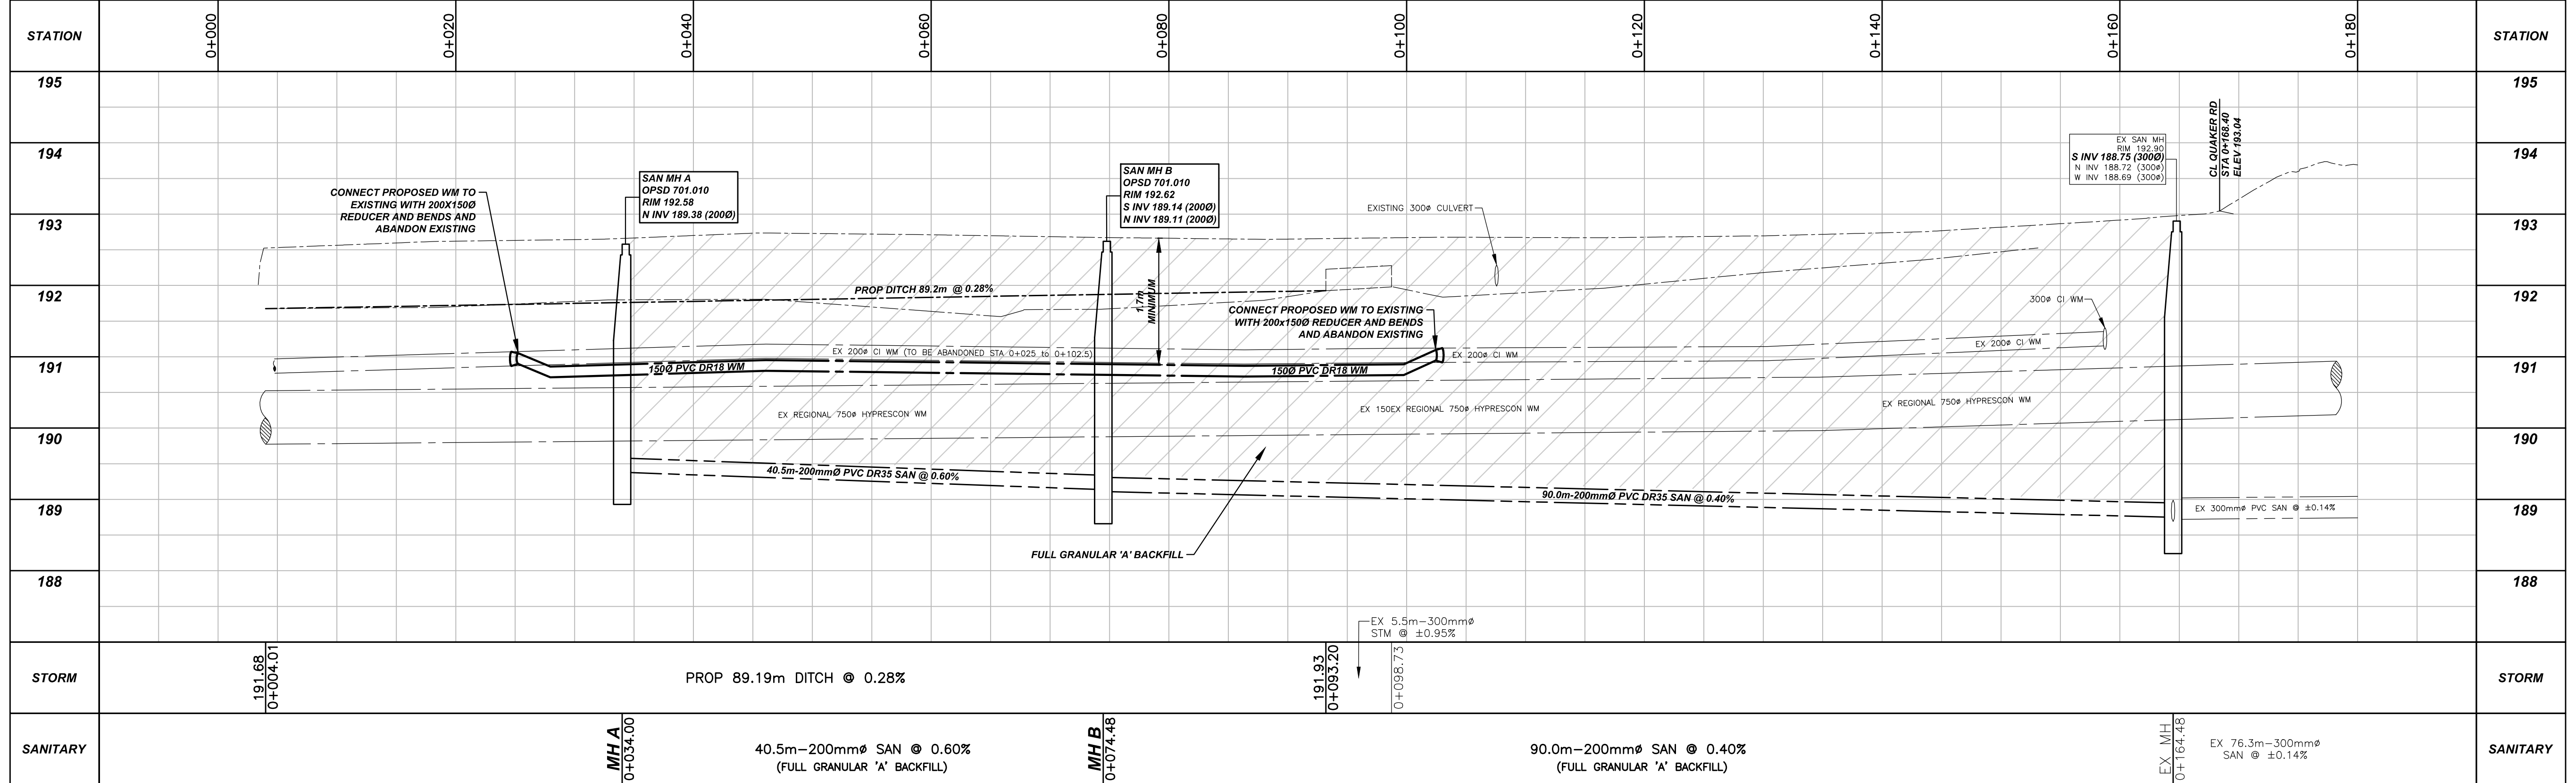 STATION
0+000
0+020
0+040
0+060
0+080
0+100
0+120
0+140
0+160
0+180
STATION
195
195
194
194
193
193
192
192
191
191
190
190
189
189
188
188
CONNECT PROPOSED WM TO
EXISTING WITH 200X150Ø
REDUCER AND BENDS AND
ABANDON EXISTING
SAN MH A
OPSD 701.010
RIM 192.58
N INV 189.38 (200Ø)
SAN MH B
OPSD 701.010
RIM 192.62
S INV 189.14 (200Ø)
N INV 189.11 (200Ø)
EXISTING 300ø CULVERT
EX SAN MH
RIM 192.90
S INV 188.75 (300Ø)
N INV 188.72 (300ø)
W INV 188.69 (300ø)
CL QUAKER RD
STA 0+168.40
ELEV 193.04
PROP DITCH 89.2m @ 0.28%
1.7m
MINIMUM
CONNECT PROPOSED WM TO EXISTING
WITH 200x150Ø REDUCER AND BENDS
AND ABANDON EXISTING
300ø CI WM
EX 200ø CI WM (TO BE ABANDONED STA 0+025 to 0+102.5)
EX 200ø CI WM
EX 200ø CI WM
150Ø PVC DR18 WM
150Ø PVC DR18 WM
EX REGIONAL 750ø HYPRESCON WM
EX 150EX REGIONAL 750ø HYPRESCON WM
EX REGIONAL 750ø HYPRESCON WM
40.5m-200mmØ PVC DR35 SAN @ 0.60%
90.0m-200mmØ PVC DR35 SAN @ 0.40%
EX 300mmø PVC SAN @ ±0.14%
FULL GRANULAR 'A' BACKFILL
EX 5.5m-300mmø
STM @ ±0.95%
STORM
191.68
0+004.01
PROP 89.19m DITCH @ 0.28%
191.93
0+093.20
0+098.73
STORM
SANITARY
MH A
0+034.00
40.5m-200mmø SAN @ 0.60%
(FULL GRANULAR 'A' BACKFILL)
MH B
0+074.48
90.0m-200mmø SAN @ 0.40%
(FULL GRANULAR 'A' BACKFILL)
EX MH
0+164.48
EX 76.3m-300mmø
SAN @ ±0.14%
SANITARY